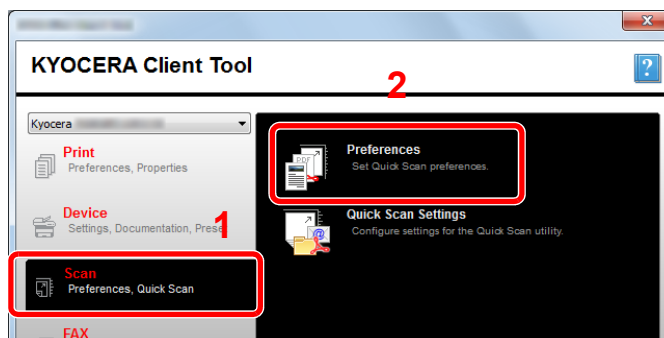 KYOCERA Client Tool
?
2
Kyocera
Print
Preferences, Properties
Device
Settings, Documentation, Prese
1
Scan
Preferences, Quick Scan
FAX
PDF
Preferences
Set Quick Scan preferences.
Quick Scan Settings
Configure settings for the Quick Scan utility.